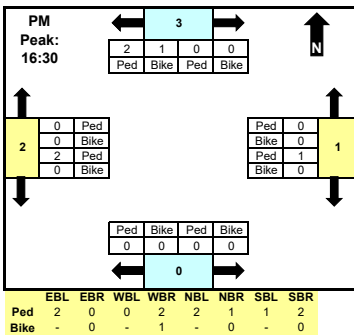 PM
Peak:
16:30
3
N
2 1 0 0
Ped Bike Ped Bike
2
0 Ped
0 Bike
2 Ped
0 Bike
Ped 0
Bike 0
Ped 1
Bike 0
1
Ped Bike Ped Bike
0 0 0 0
0
EBL EBR WBL WBR NBL NBR SBL SBR
Ped 2 0 0 2 2 1 1 2
Bike - 0 - 1 - 0 - 0